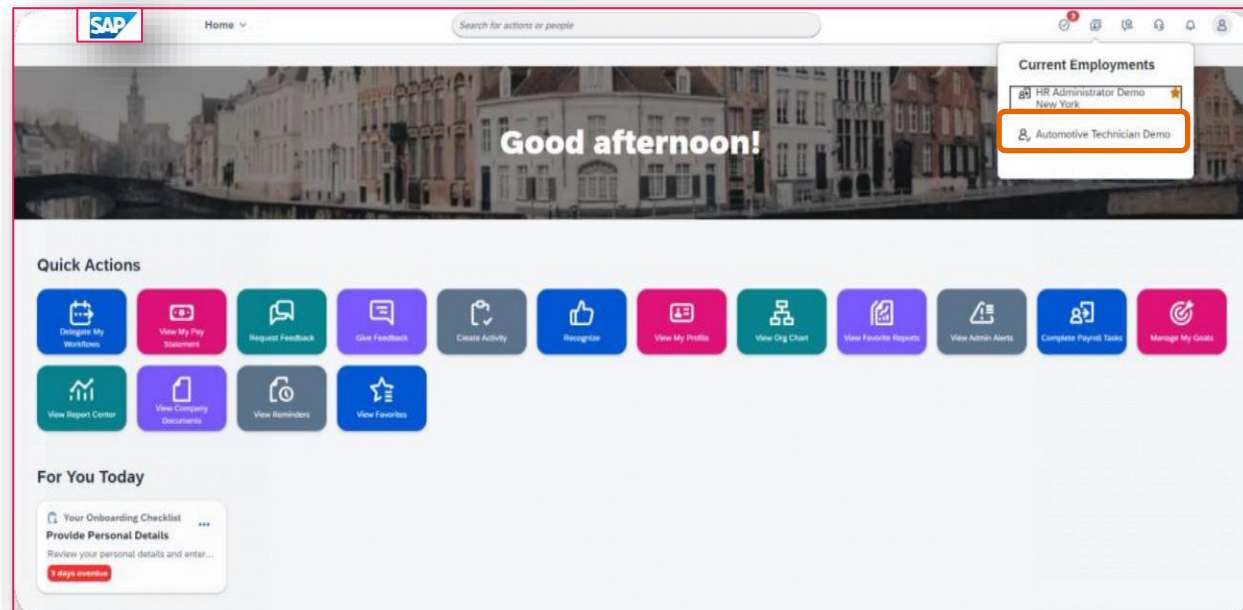 SAP
Home
Search for actions or people
3
Current Employments
HR Administrator Demo
New York
Automotive Technician Demo
Good afternoon!
Quick Actions
Delegate My
Workflows
View My Pay
Statement
Request Feedback
Give Feedback
Create Activity
Recognize
View My Profile
View Org Chart
View Favorite Reports
View Admin Alerts
Complete Payroll Tasks
Manage My Goals
View Report Center
View Company
Documents
View Reminders
View Favorites
For You Today
Your Onboarding Checklist
Provide Personal Details
Review your personal details and enter...
3 days overdue